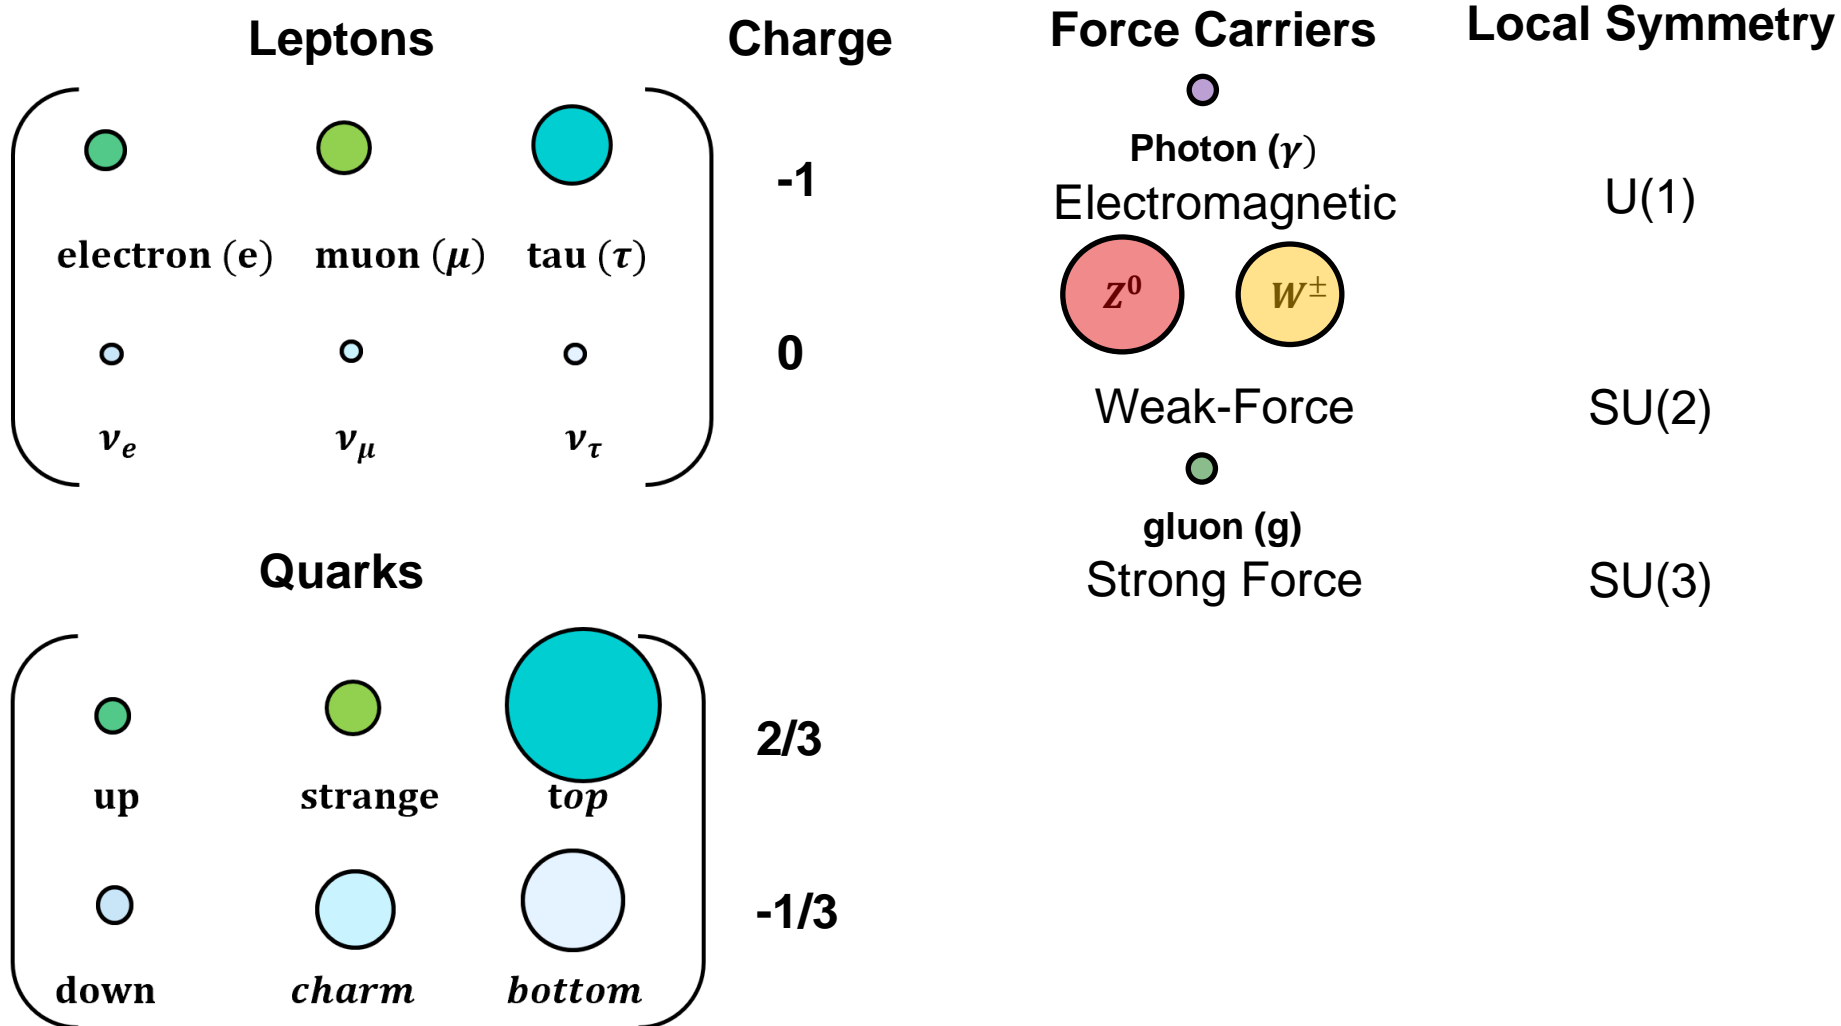 Leptons
Charge
electron (e) muon (μ) tau (τ)
-1
νe νμ ντ
0
Quarks
up strange top
2/3
down charm bottom
-1/3
Force Carriers
Local Symmetry
Photon (γ)
Electromagnetic
U(1)
Z⁰ W±
Weak-Force
SU(2)
gluon (g)
Strong Force
SU(3)